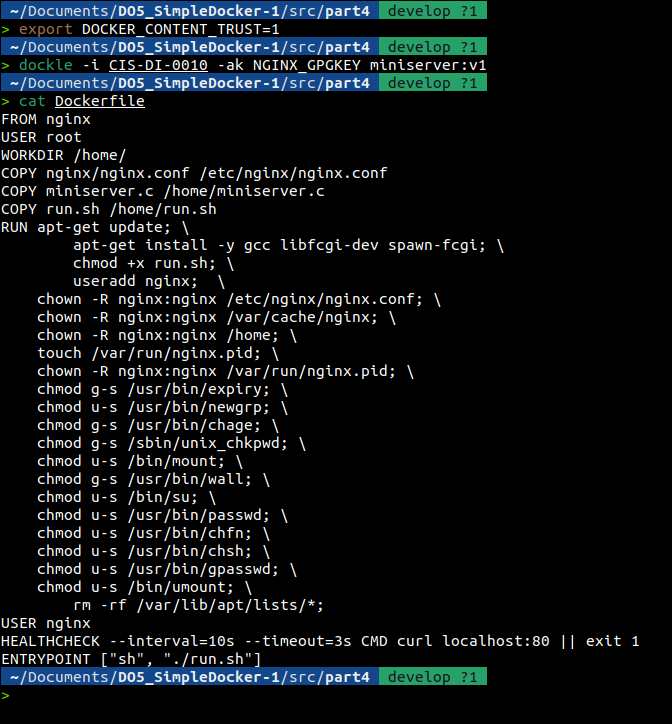 ~/Documents/DO5_SimpleDocker-1/src/part4 develop ?1
> export DOCKER_CONTENT_TRUST=1
~/Documents/DO5_SimpleDocker-1/src/part4 develop ?1
> dockle -i CIS-DI-0010 -ak NGINX_GPGKEY miniserver:v1
~/Documents/DO5_SimpleDocker-1/src/part4 develop ?1
> cat Dockerfile
FROM nginx
USER root
WORKDIR /home/
COPY nginx/nginx.conf /etc/nginx/nginx.conf
COPY miniserver.c /home/miniserver.c
COPY run.sh /home/run.sh
RUN apt-get update; \
        apt-get install -y gcc libfcgi-dev spawn-fcgi; \
        chmod +x run.sh; \
        useradd nginx;  \
    chown -R nginx:nginx /etc/nginx/nginx.conf; \
    chown -R nginx:nginx /var/cache/nginx; \
    chown -R nginx:nginx /home; \
    touch /var/run/nginx.pid; \
    chown -R nginx:nginx /var/run/nginx.pid; \
    chmod g-s /usr/bin/expiry; \
    chmod u-s /usr/bin/newgrp; \
    chmod g-s /usr/bin/chage; \
    chmod g-s /sbin/unix_chkpwd; \
    chmod u-s /bin/mount; \
    chmod g-s /usr/bin/wall; \
    chmod u-s /bin/su; \
    chmod u-s /usr/bin/passwd; \
    chmod u-s /usr/bin/chfn; \
    chmod u-s /usr/bin/chsh; \
    chmod u-s /usr/bin/gpasswd; \
    chmod u-s /bin/umount; \
        rm -rf /var/lib/apt/lists/*;
USER nginx
HEALTHCHECK --interval=10s --timeout=3s CMD curl localhost:80 || exit 1
ENTRYPOINT ["sh", "./run.sh"]
~/Documents/DO5_SimpleDocker-1/src/part4 develop ?1
>